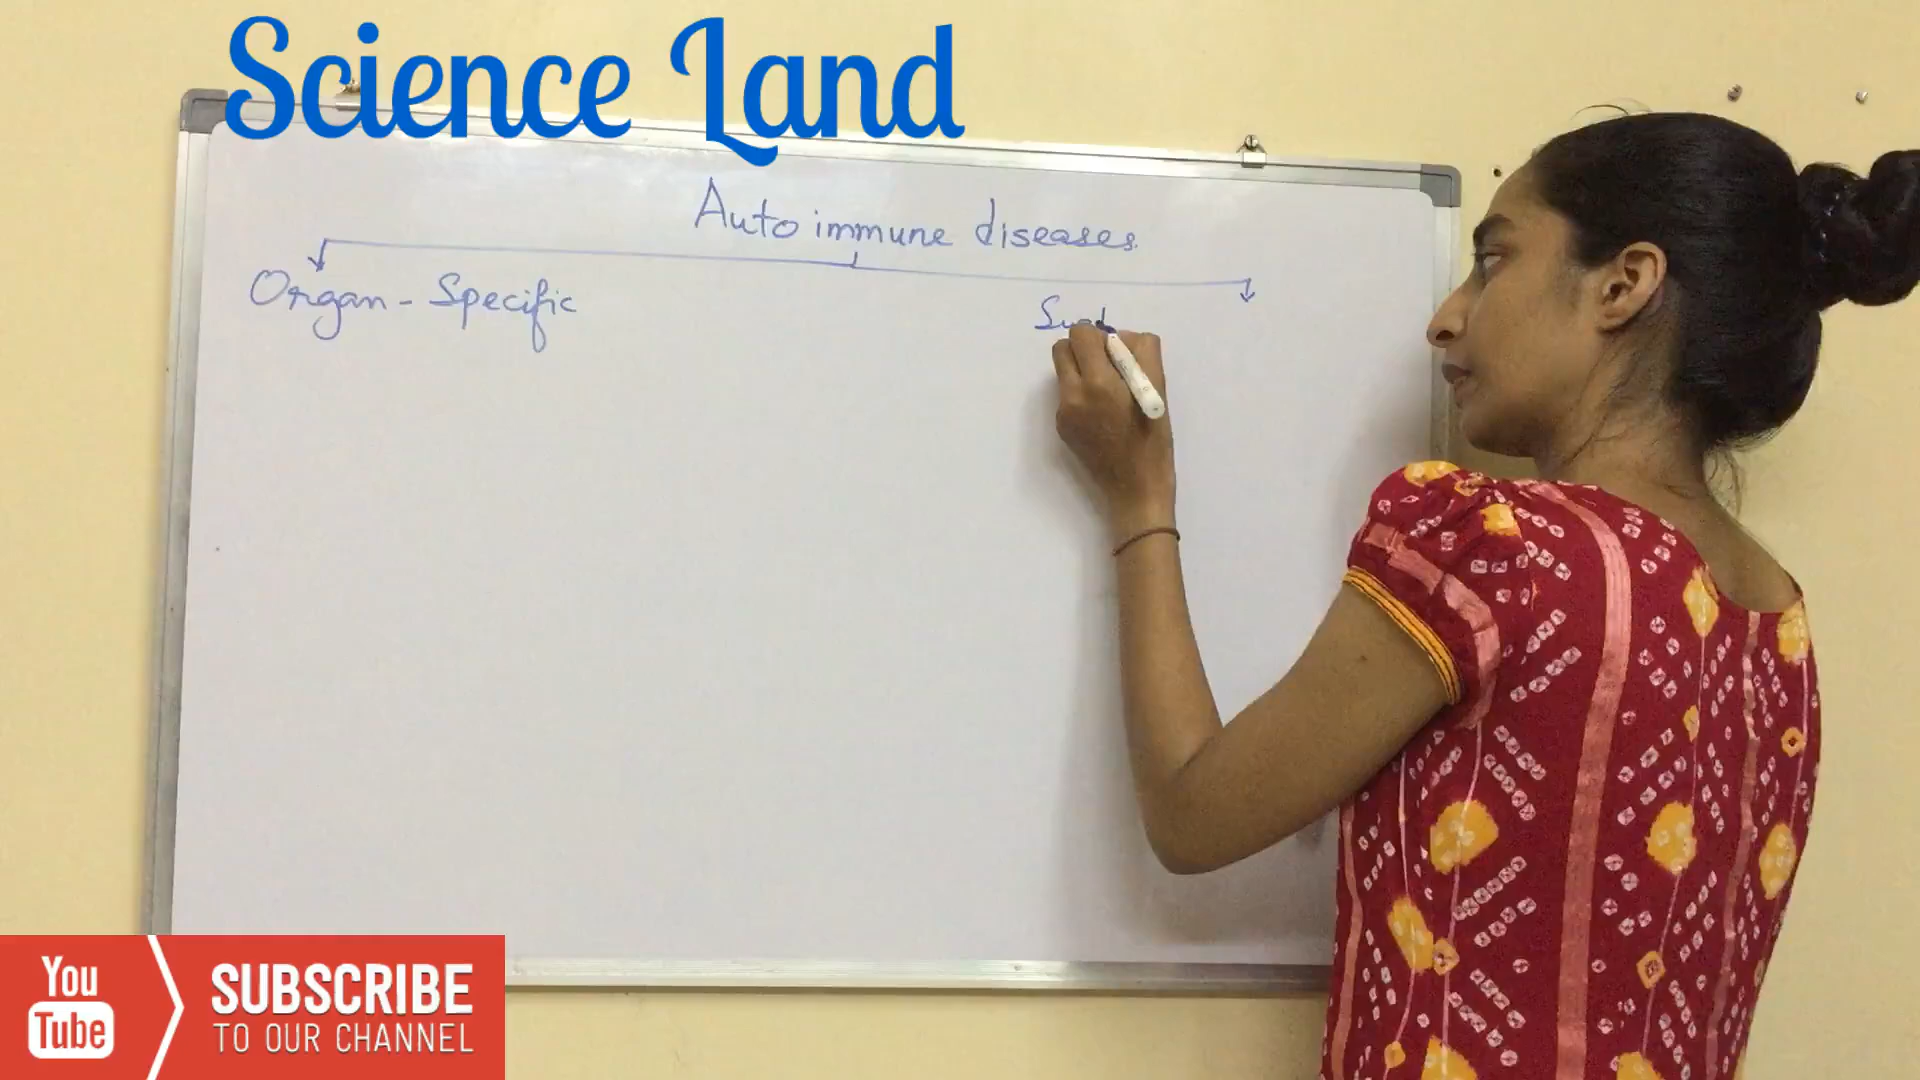 Science Land
Auto immune diseases
Organ - Specific
You
Tube
SUBSCRIBE
TO OUR CHANNEL